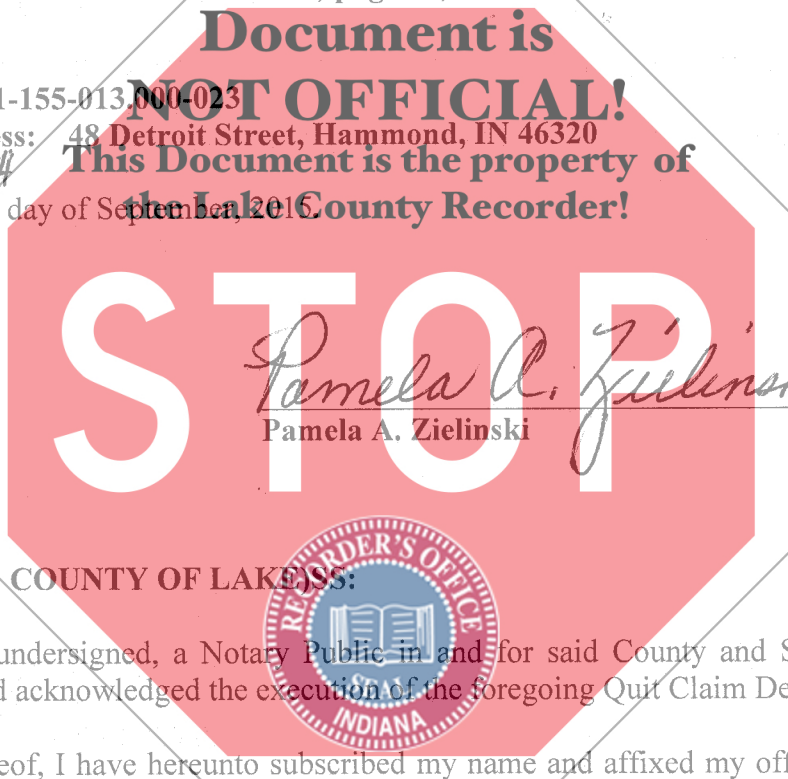 Document is
NOT OFFICIAL!
1-155-013.000-023
ss: 48 Detroit Street, Hammond, IN 46320
This Document is the property of
the Lake County Recorder!
day of September, 2015.
STOP
Pamela A. Zielinsk
Pamela A. Zielinski
COUNTY OF LAKE)SS:
RECORDER'S OFFICE
SEAL
INDIANA
undersigned, a Notary Public in and for said County and S
d acknowledged the execution of the foregoing Quit Claim De
eof, I have hereunto subscribed my name and affixed my off